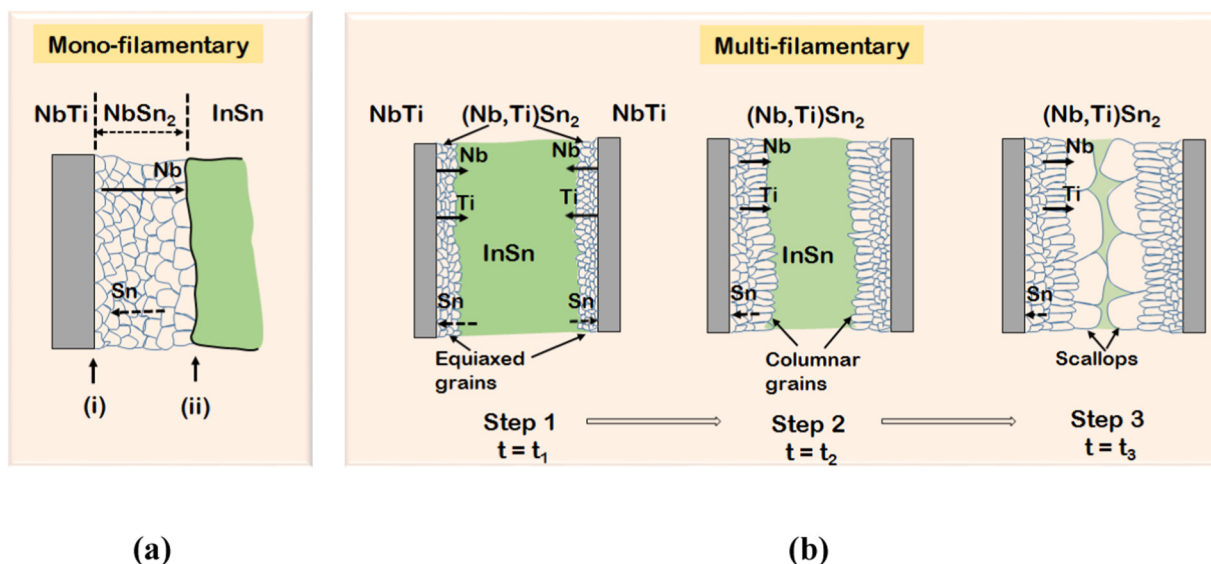 Mono-filamentary
NbTi NbSn₂ InSn
Nb
Sn
(i) (ii)
(a)
Multi-filamentary
NbTi (Nb,Ti)Sn₂ NbTi
Nb Nb
Ti Ti
InSn
Sn Sn
Equiaxed
grains
Step 1
t = t₁
(Nb,Ti)Sn₂
Nb
Ti
InSn
Sn
Columnar
grains
Step 2
t = t₂
(Nb,Ti)Sn₂
Nb
Ti
Sn
Scallops
Step 3
t = t₃
(b)